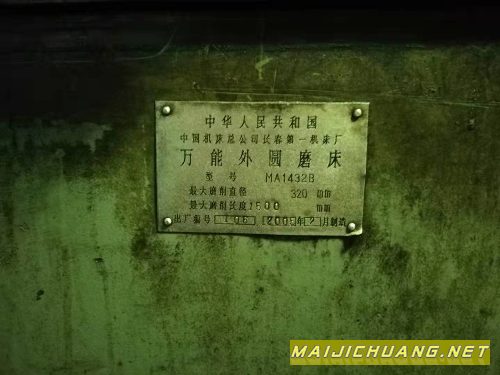 中华人民共和国
中国机床总公司长春第一机床厂
万能外圆磨床
型号 MA1432B
最大磨削直径 320 mm
最大磨削长度 1500 mm
出厂编号 年2月制造
MAIJICHUANG.NET